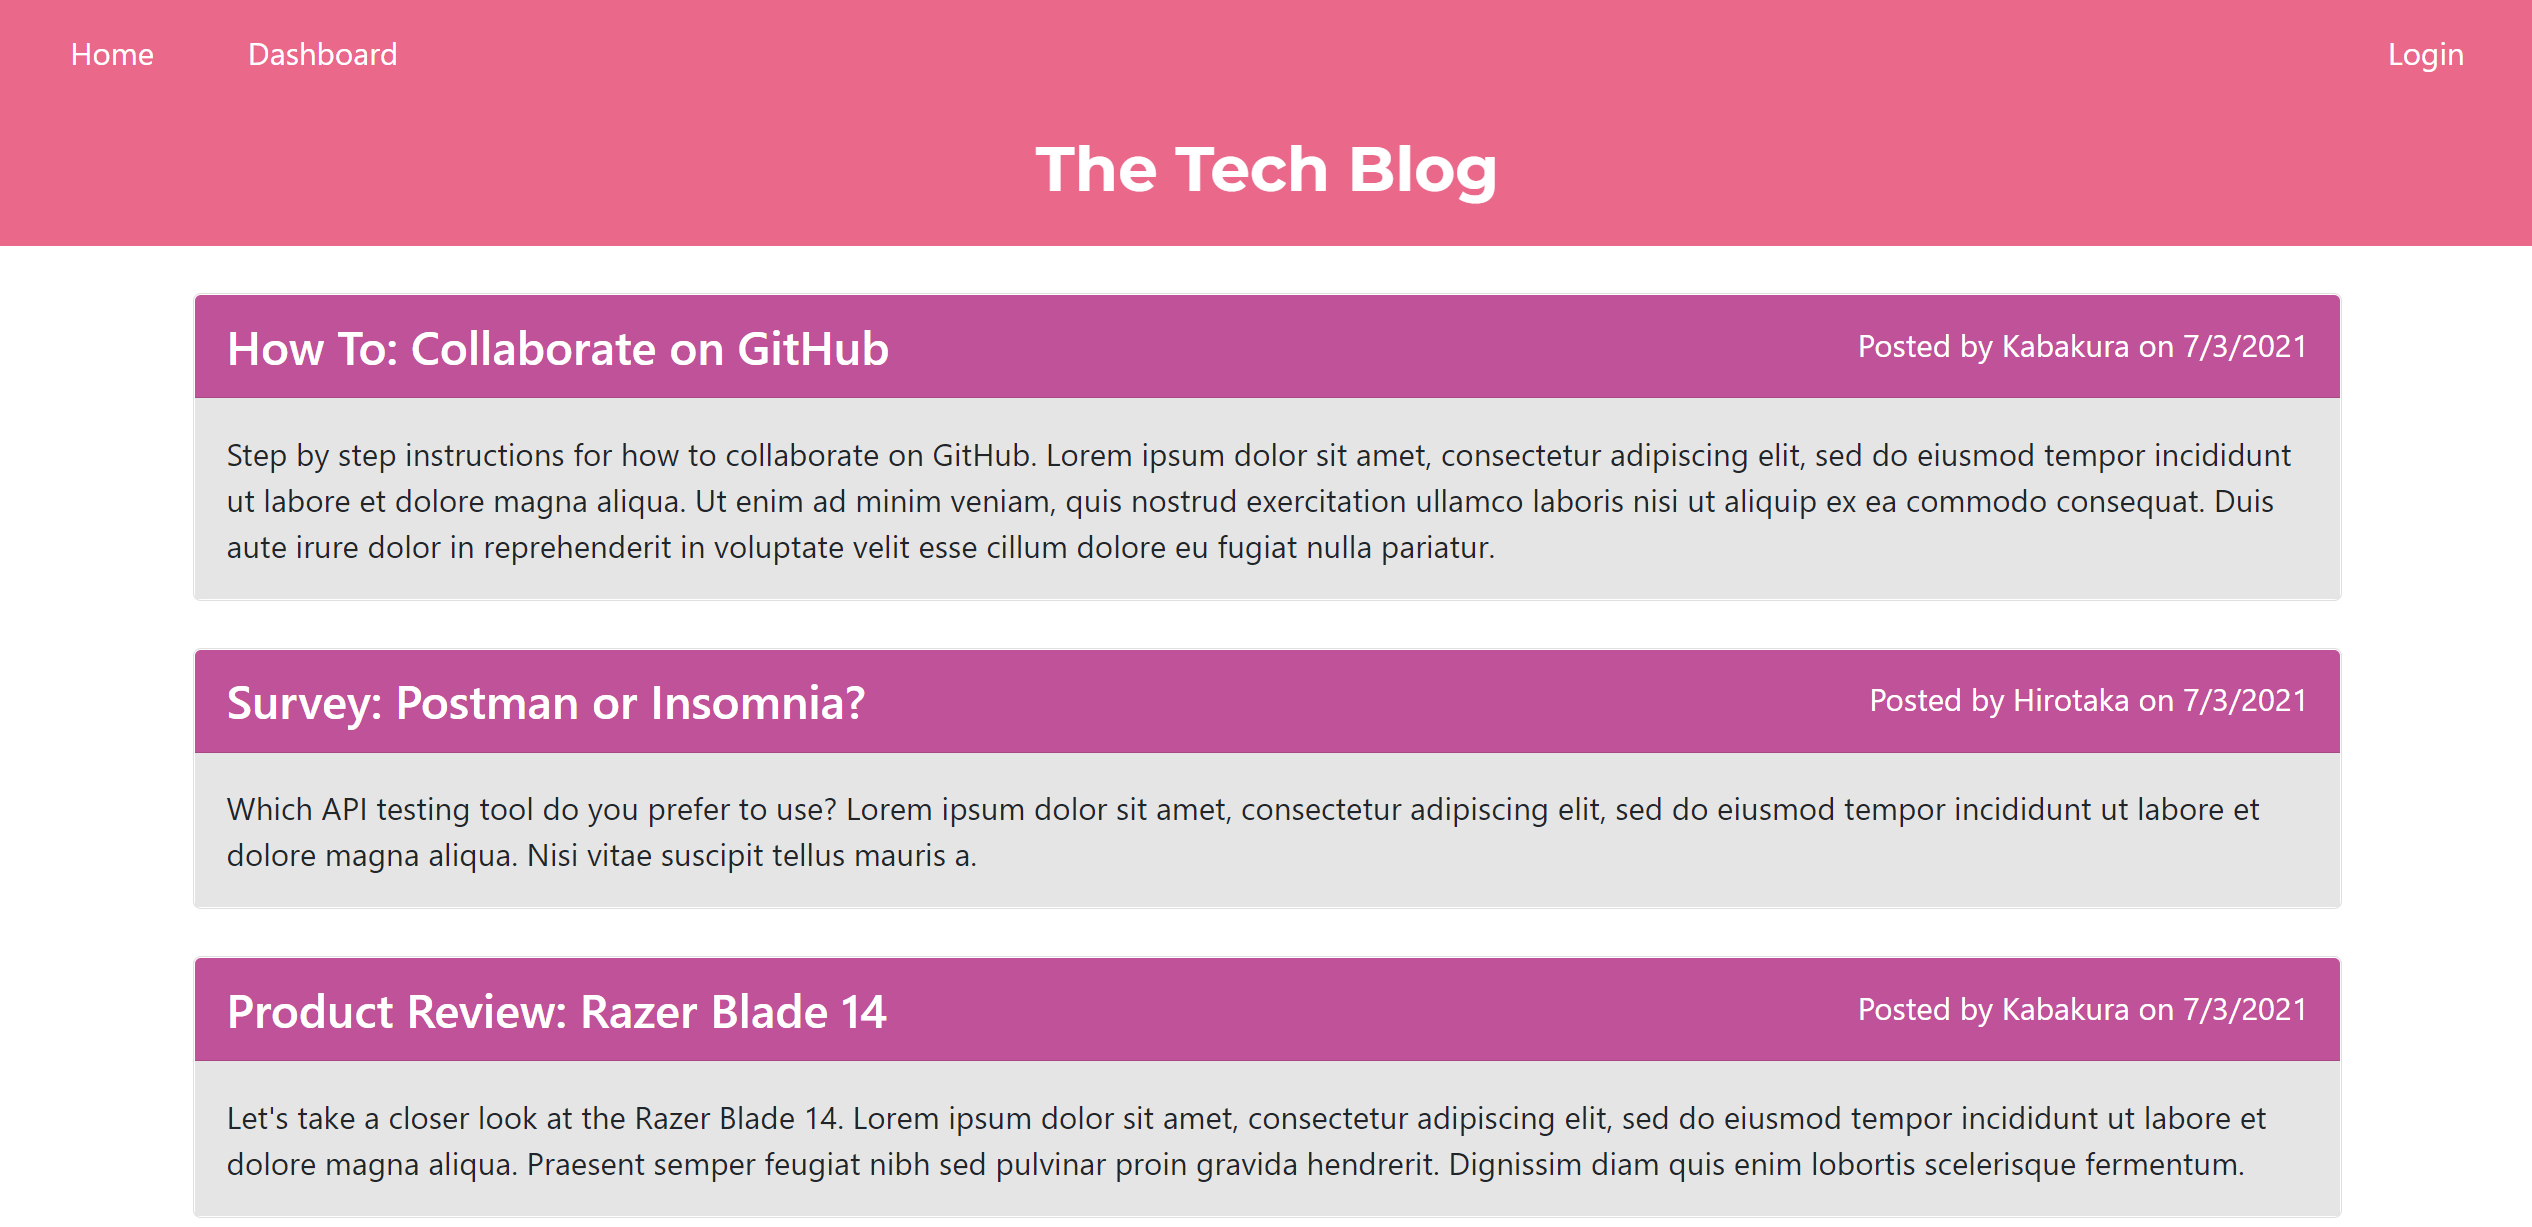 Home Dashboard Login
The Tech Blog
How To: Collaborate on GitHub Posted by Kabakura on 7/3/2021
Step by step instructions for how to collaborate on GitHub. Lorem ipsum dolor sit amet, consectetur adipiscing elit, sed do eiusmod tempor incididunt
ut labore et dolore magna aliqua. Ut enim ad minim veniam, quis nostrud exercitation ullamco laboris nisi ut aliquip ex ea commodo consequat. Duis
aute irure dolor in reprehenderit in voluptate velit esse cillum dolore eu fugiat nulla pariatur.
Survey: Postman or Insomnia? Posted by Hirotaka on 7/3/2021
Which API testing tool do you prefer to use? Lorem ipsum dolor sit amet, consectetur adipiscing elit, sed do eiusmod tempor incididunt ut labore et
dolore magna aliqua. Nisi vitae suscipit tellus mauris a.
Product Review: Razer Blade 14 Posted by Kabakura on 7/3/2021
Let's take a closer look at the Razer Blade 14. Lorem ipsum dolor sit amet, consectetur adipiscing elit, sed do eiusmod tempor incididunt ut labore et
dolore magna aliqua. Praesent semper feugiat nibh sed pulvinar proin gravida hendrerit. Dignissim diam quis enim lobortis scelerisque fermentum.